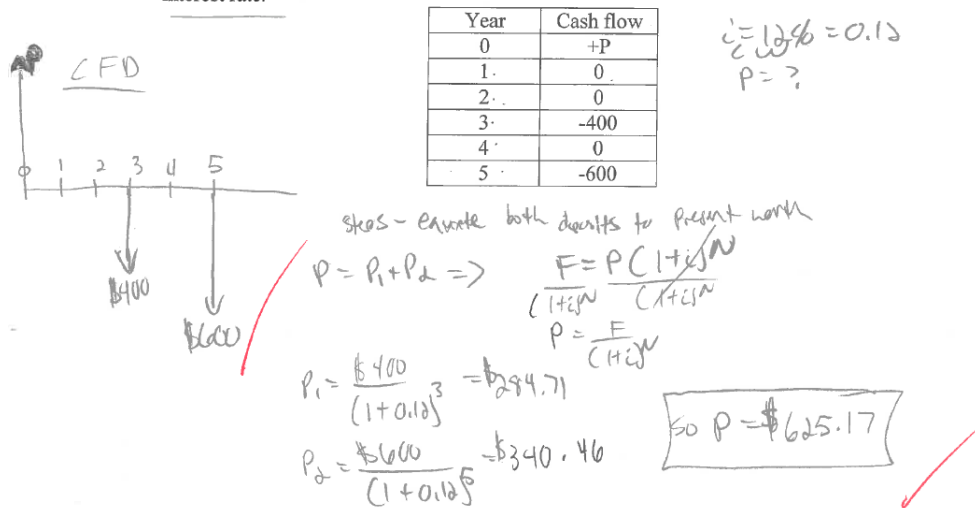 Year Cash flow
0 +P
1 0
2 0
3 -400
4 0
5 -600
i = 12% = 0.12
P = ?
CFD
0 1 2 3 4 5
$400
$600
steps - equate both deposits to present worth
P = P1 + P2 => F = P(1+i)^N
(1+i)^N (1+i)^N
P = F/(1+i)^N
P1 = $400/(1+0.12)^3 = $284.71
P2 = $600/(1+0.12)^5 = $340.46
so P = $625.17